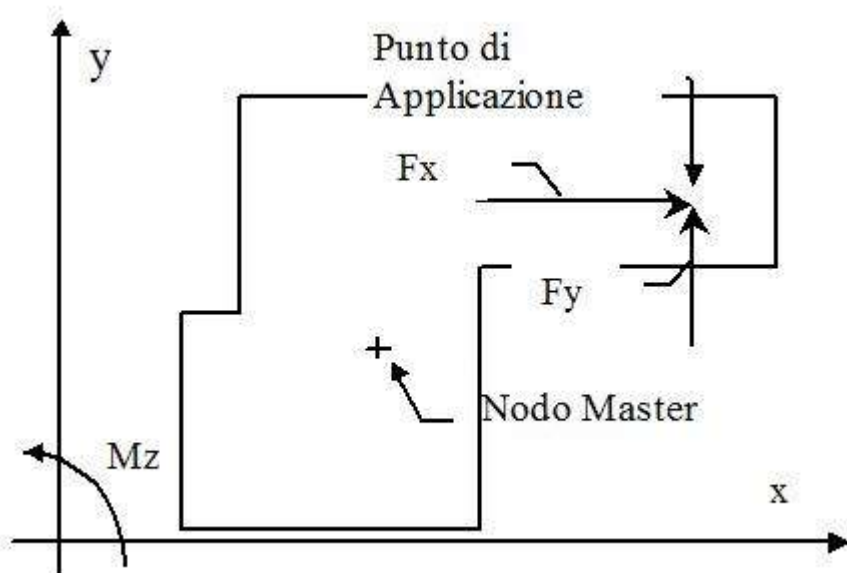 y
Punto di
Applicazione
Fx
Fy
Nodo Master
Mz
x